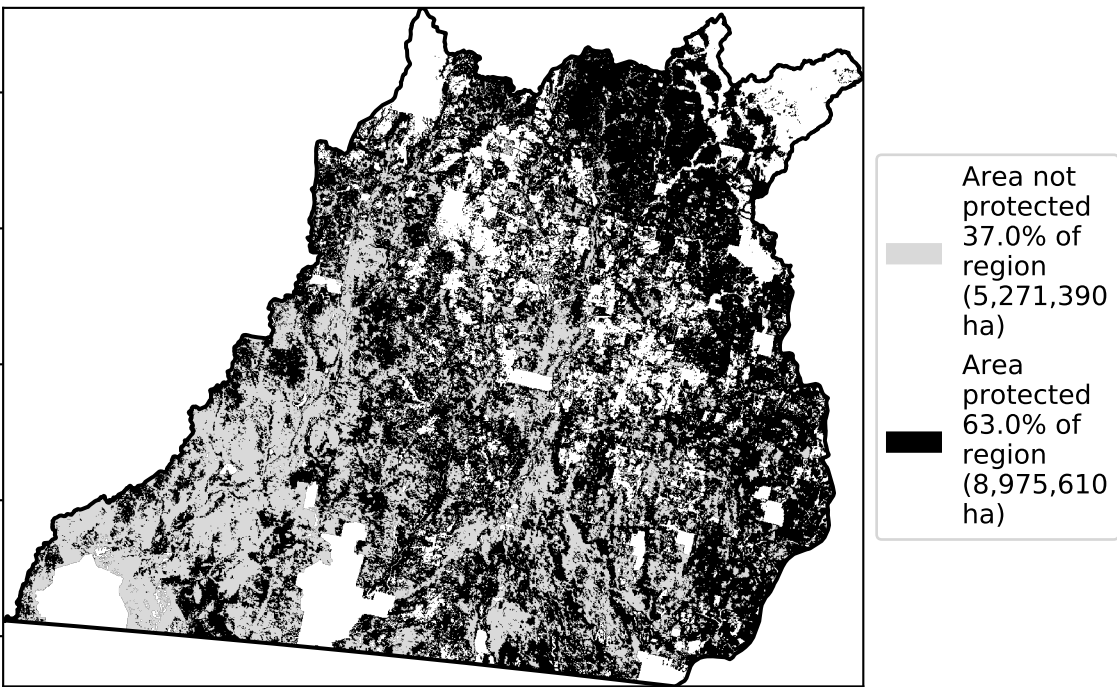 Area not
protected
37.0% of
region
(5,271,390
ha)
Area
protected
63.0% of
region
(8,975,610
ha)